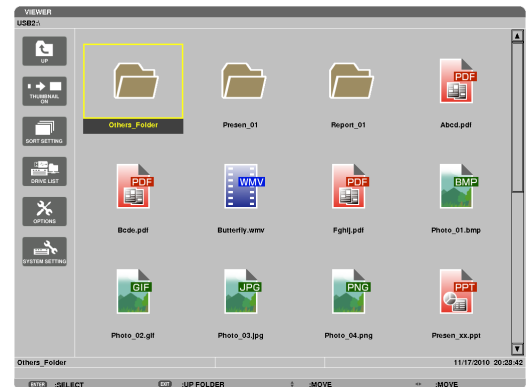 VIEWER
USB2:\
UP
THUMBNAIL
ON
SORT SETTING
DRIVE LIST
OPTIONS
SYSTEM SETTING
Others_Folder
Presen_01
Report_01
PDF
Abcd.pdf
PDF
Bcde.pdf
WMV
Butterfly.wmv
PDF
Fghij.pdf
BMP
Photo_01.bmp
GIF
Photo_02.gif
JPG
Photo_03.jpg
PNG
Photo_04.png
PPT
Presen_xx.ppt
Others_Folder 11/17/2010 20:28:42
ENTER :SELECT EXIT :UP FOLDER :MOVE :MOVE